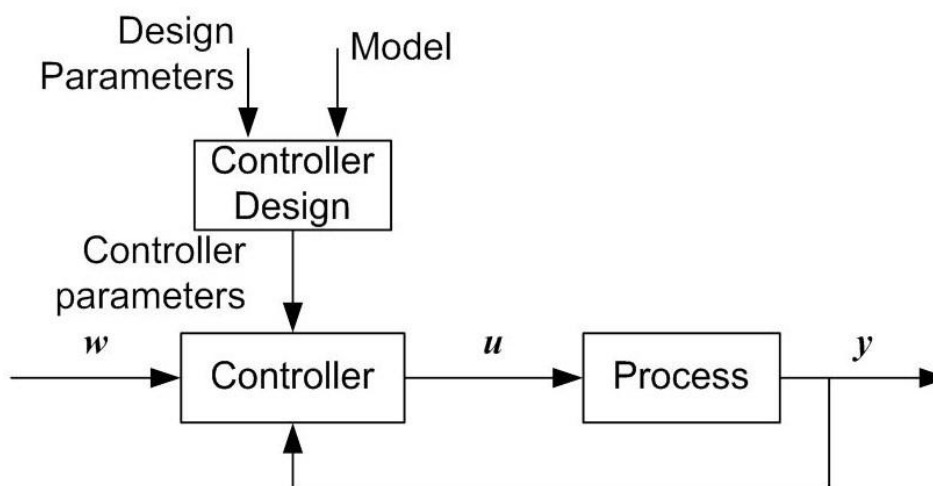 Design
Parameters
Model
Controller
Design
Controller
parameters
w
Controller
u
Process
y